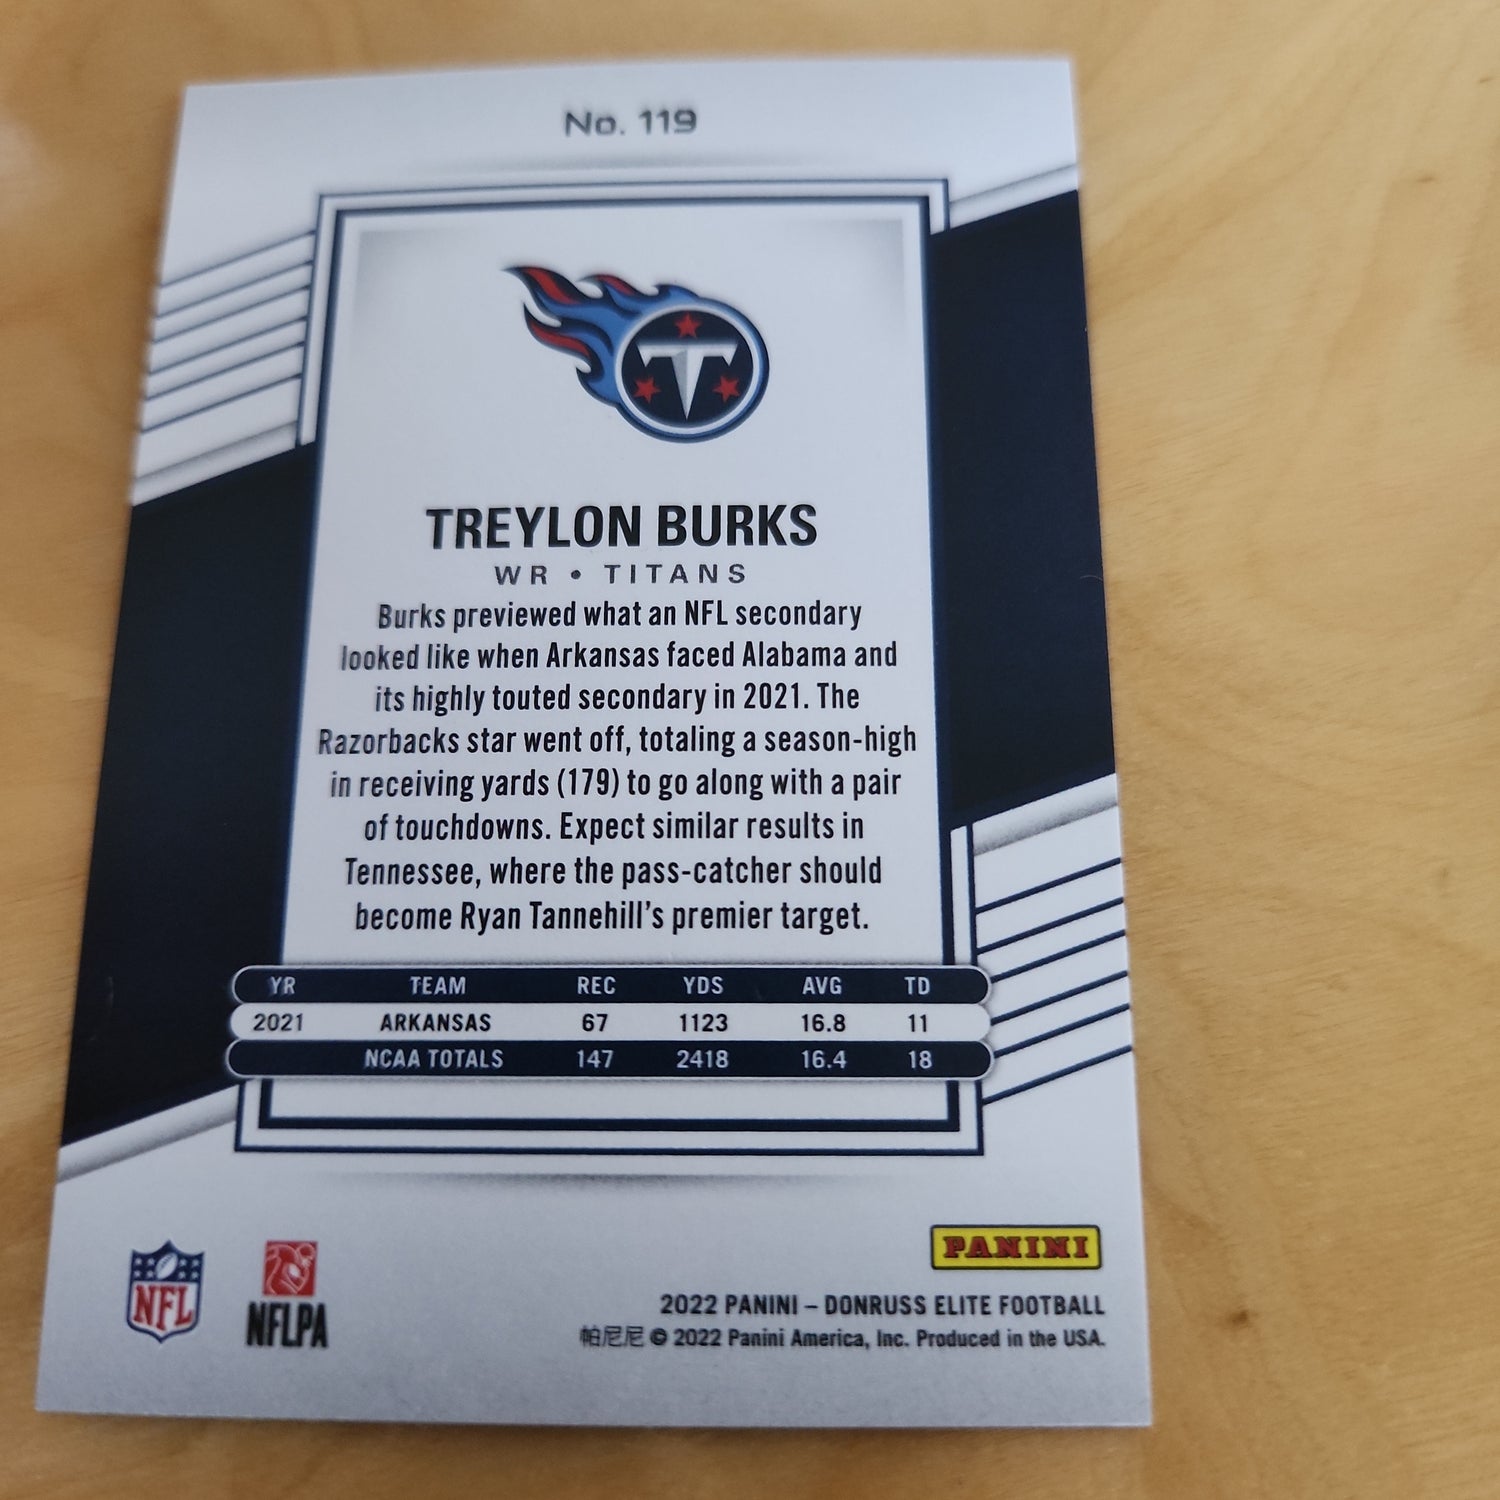 No. 119
T
TREYLON BURKS
WR • TITANS
Burks previewed what an NFL secondary
looked like when Arkansas faced Alabama and
its highly touted secondary in 2021. The
Razorbacks star went off, totaling a season-high
in receiving yards (179) to go along with a pair
of touchdowns. Expect similar results in
Tennessee, where the pass-catcher should
become Ryan Tannehill's premier target.
YR TEAM REC YDS AVG TD
2021 ARKANSAS 67 1123 16.8 11
NCAA TOTALS 147 2418 16.4 18
PANINI
NFL
NFLPA
2022 PANINI – DONRUSS ELITE FOOTBALL
帕尼尼 © 2022 Panini America, Inc. Produced in the USA.